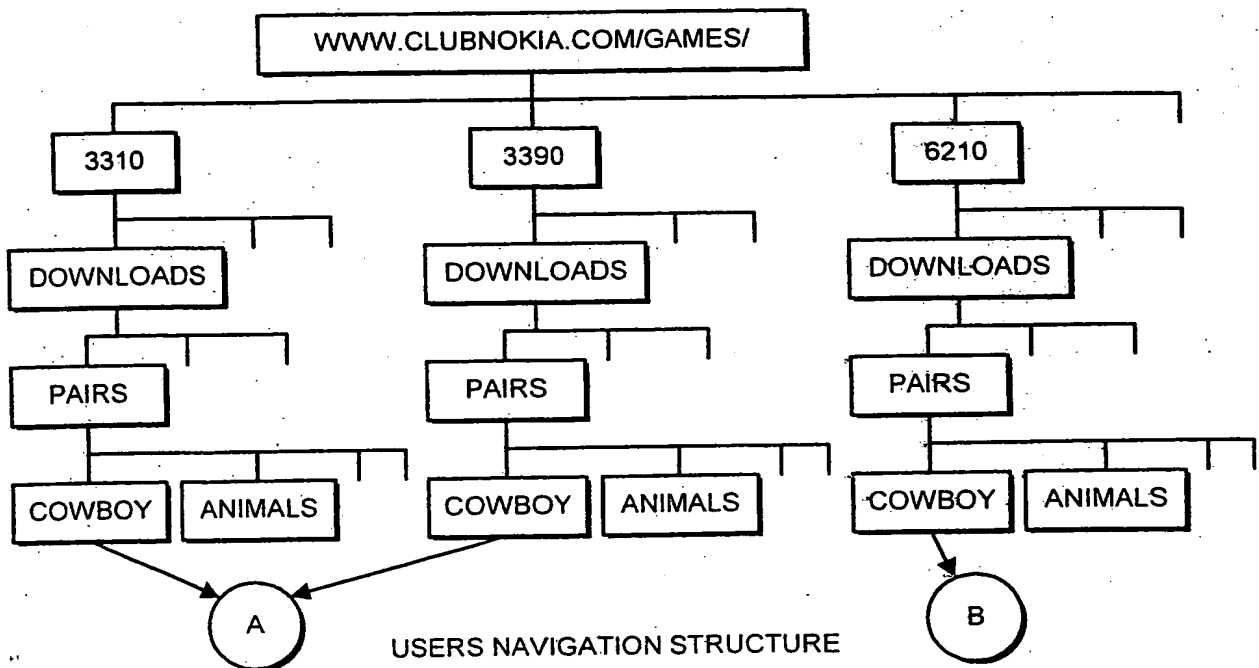 WWW.CLUBNOKIA.COM/GAMES/
3310
3390
6210
DOWNLOADS
DOWNLOADS
DOWNLOADS
PAIRS
PAIRS
PAIRS
COWBOY
ANIMALS
COWBOY
ANIMALS
COWBOY
ANIMALS
A
B
USERS NAVIGATION STRUCTURE